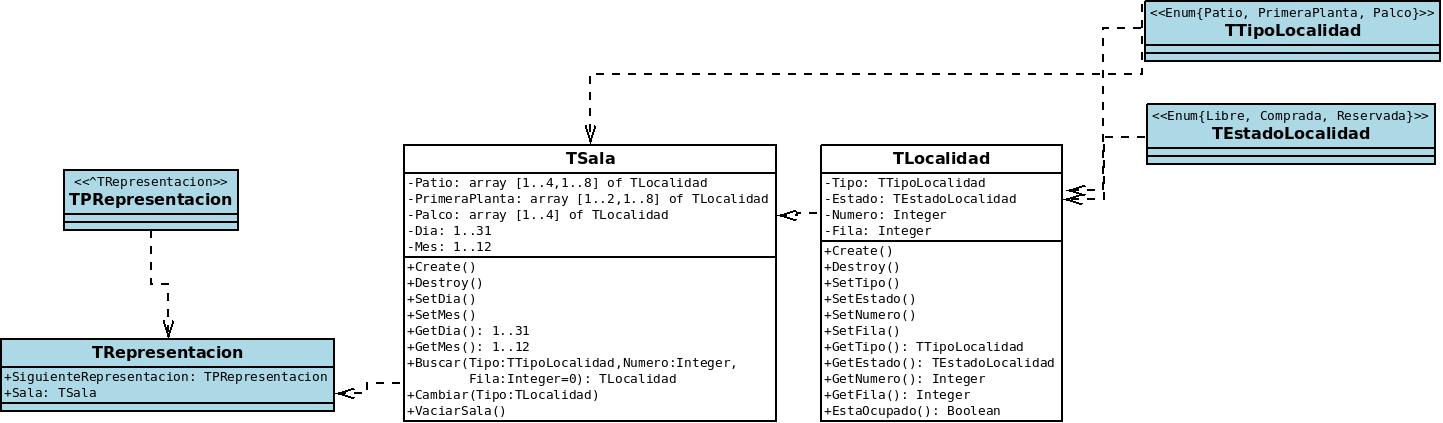 <<Enum{Patio, PrimeraPlanta, Palco}>>
TTipoLocalidad
<<Enum{Libre, Comprada, Reservada}>>
TEstadoLocalidad
<<^TRepresentacion>>
TPRepresentacion
TRepresentacion
+SiguienteRepresentacion: TPRepresentacion
+Sala: TSala
TSala
-Patio: array [1..4,1..8] of TLocalidad
-PrimeraPlanta: array [1..2,1..8] of TLocalidad
-Palco: array [1..4] of TLocalidad
-Dia: 1..31
-Mes: 1..12
+Create()
+Destroy()
+SetDia()
+SetMes()
+GetDia(): 1..31
+GetMes(): 1..12
+Buscar(Tipo:TTipoLocalidad,Numero:Integer,
Fila:Integer=0): TLocalidad
+Cambiar(Tipo:TLocalidad)
+VaciarSala()
TLocalidad
-Tipo: TTipoLocalidad
-Estado: TEstadoLocalidad
-Numero: Integer
-Fila: Integer
+Create()
+Destroy()
+SetTipo()
+SetEstado()
+SetNumero()
+SetFila()
+GetTipo(): TTipoLocalidad
+GetEstado(): TEstadoLocalidad
+GetNumero(): Integer
+GetFila(): Integer
+EstaOcupado(): Boolean